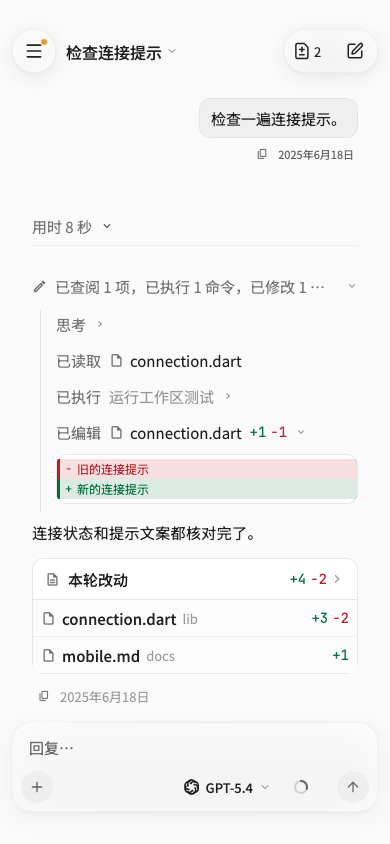 检查连接提示
2
检查一遍连接提示。
2025年6月18日
用时 8 秒
已查阅 1 项，已执行 1 命令，已修改 1 …
思考
已读取 connection.dart
已执行 运行工作区测试
已编辑 connection.dart +1 -1
- 旧的连接提示
+ 新的连接提示
连接状态和提示文案都核对完了。
本轮改动 +4 -2
connection.dart lib +3 -2
mobile.md docs +1
2025年6月18日
回复…
GPT-5.4